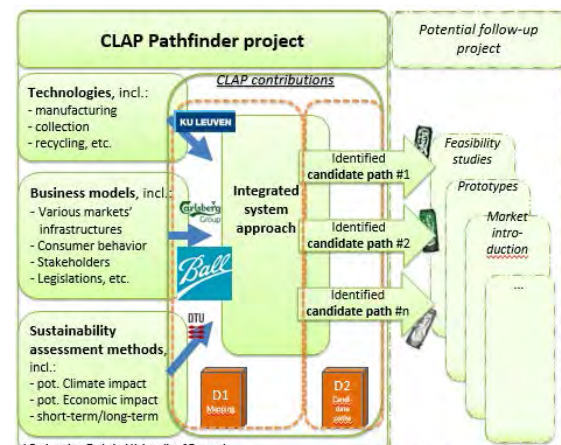 CLAP Pathfinder project
Potential follow-up
project
CLAP contributions
Technologies, incl.:
- manufacturing
- collection
- recycling, etc.
KU LEUVEN
Business models, incl.:
- Various markets'
infrastructures
- Consumer behavior
- Stakeholders
- Legislations, etc.
Carlsberg
Group
Ball
Sustainability
assessment methods,
incl.:
- pot. Climate impact
- pot. Economic impact
- short-term/long-term
DTU
Integrated
system
approach
Identified
candidate path #1
Identified
candidate path #2
Identified
candidate path #n
D1
Mapping
D2
Candi-
date
paths
Feasibility
studies
Prototypes
Market
intro-
duction
...